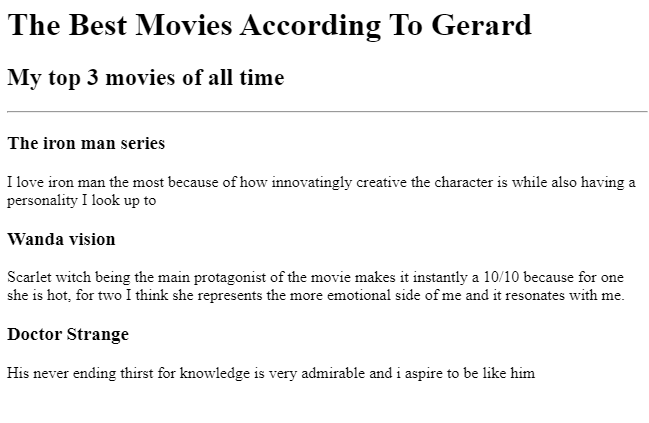 The Best Movies According To Gerard
My top 3 movies of all time
The iron man series
I love iron man the most because of how innovatingly creative the character is while also having a
personality I look up to
Wanda vision
Scarlet witch being the main protagonist of the movie makes it instantly a 10/10 because for one
she is hot, for two I think she represents the more emotional side of me and it resonates with me.
Doctor Strange
His never ending thirst for knowledge is very admirable and i aspire to be like him